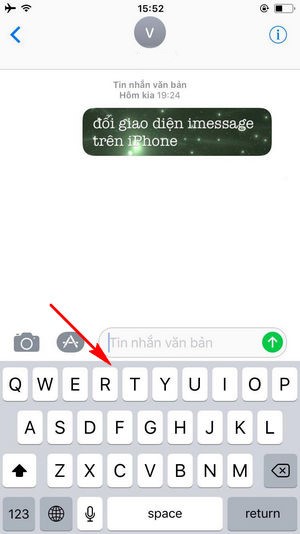 15:52
V
Tin nhắn văn bản
Hôm kia 19:24
đổi giao diện imessage
trên iPhone
Tin nhắn văn bản
Q W E R T Y U I O P
A S D F G H J K L
Z X C V B N M
123 space return